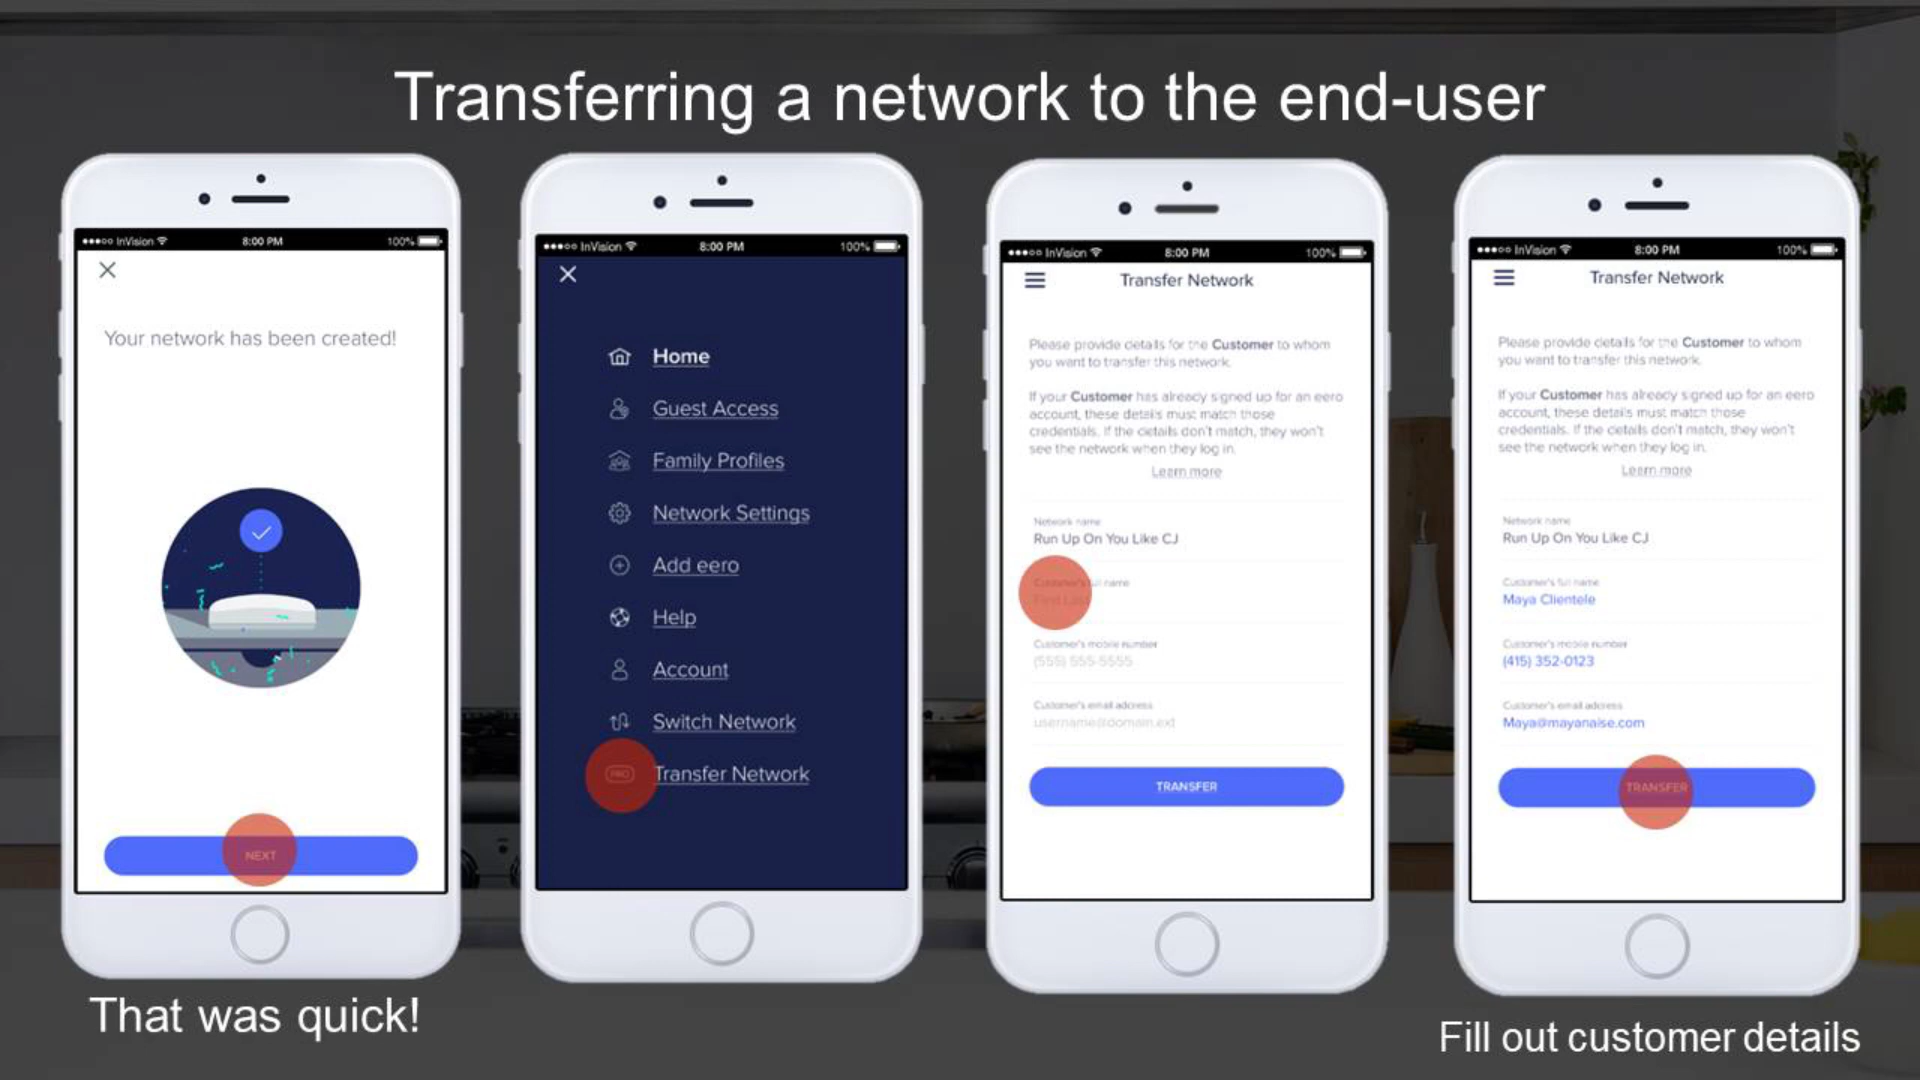 Transferring a network to the end-user
InVision
8:00 PM
100%
Your network has been created!
NEXT
That was quick!
InVision
8:00 PM
100%
Home
Guest Access
Family Profiles
Network Settings
Add eero
Help
Account
Switch Network
PRO
Transfer Network
InVision
8:00 PM
100%
Transfer Network
Please provide details for the Customer to whom
you want to transfer this network.
If your Customer has already signed up for an eero
account, these details must match those
credentials. If the details don't match, they won't
see the network when they log in.
Learn more
Network name
Run Up On You Like CJ
Customer's full name
First Last
Customer's mobile number
(555) 555-5555
Customer's email address
username@domain.ext
TRANSFER
InVision
8:00 PM
100%
Transfer Network
Please provide details for the Customer to whom
you want to transfer this network.
If your Customer has already signed up for an eero
account, these details must match those
credentials. If the details don't match, they won't
see the network when they log in.
Learn more
Network name
Run Up On You Like CJ
Customer's full name
Maya Clientele
Customer's mobile number
(415) 352-0123
Customer's email address
Maya@mayanaise.com
TRANSFER
Fill out customer details